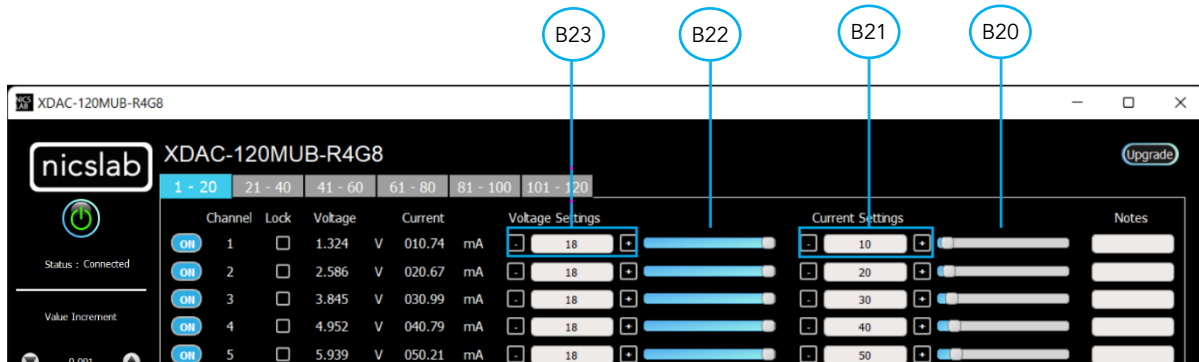 B23 B22 B21 B20
NICS LAB XDAC-120MUB-R4G8
nicslab XDAC-120MUB-R4G8 Upgrade
1 - 20 21 - 40 41 - 60 61 - 80 81 - 100 101 - 120
Channel Lock Voltage Current Voltage Settings Current Settings Notes
ON 1 1.324 V 010.74 mA - 18 + - 10 +
Status : Connected
ON 2 2.586 V 020.67 mA - 18 + - 20 +
ON 3 3.845 V 030.99 mA - 18 + - 30 +
Value Increment
ON 4 4.952 V 040.79 mA - 18 + - 40 +
0.001
ON 5 5.939 V 050.21 mA - 18 + - 50 +